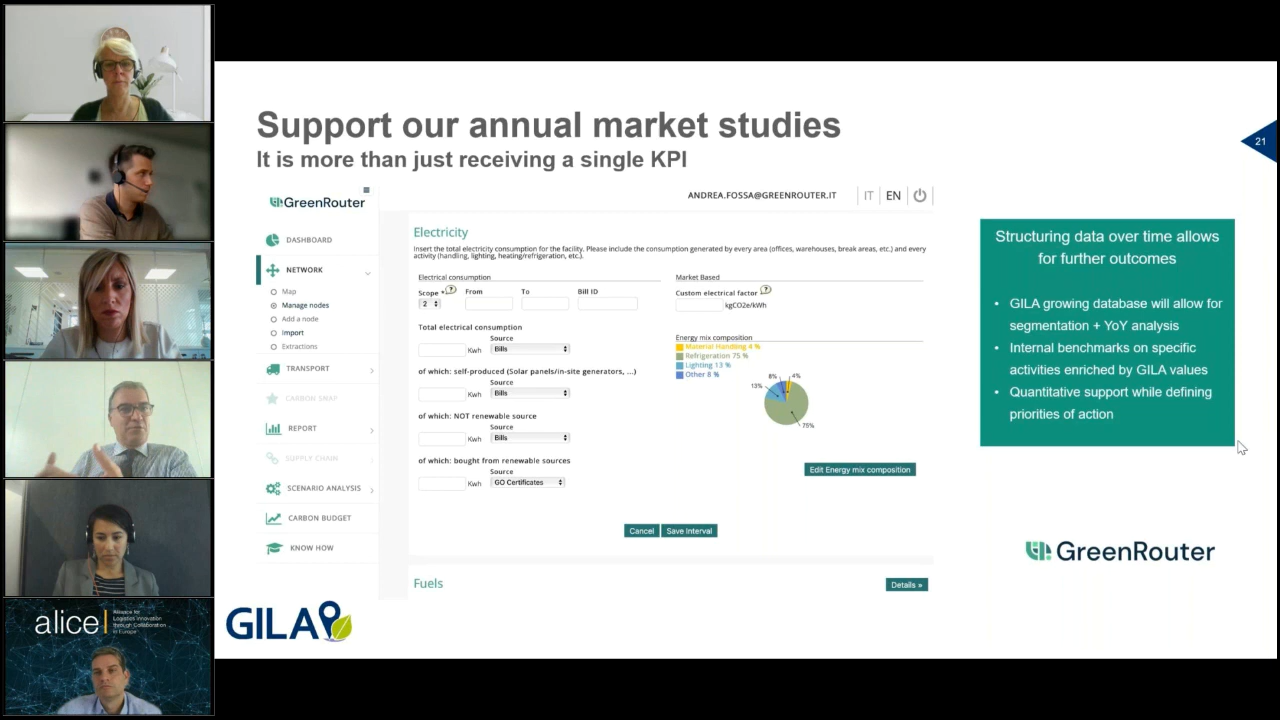 Support our annual market studies
It is more than just receiving a single KPI
21
GreenRouter
ANDREA.FOSSA@GREENROUTER.IT
IT
EN
DASHBOARD
NETWORK
Map
Manage nodes
Add a node
Import
Extractions
TRANSPORT
CARBON SWAP
REPORT
SUPPLY CHAIN
SCENARIO ANALYSIS
CARBON BUDGET
KNOW HOW
Electricity
Insert the total electricity consumption for the facility. Please include the consumption generated by every area (offices, warehouses, break areas, etc.) and every
activity (handling, lighting, heating/refrigeration, etc.).
Electrical consumption
Scope * ?
From
To
Bill ID
2
Total electrical consumption
Source
Kwh
Bills
of which: self-produced (Solar panels/in-site generators, ...)
Source
Kwh
Bills
of which: NOT renewable source
Source
Kwh
Bills
of which: bought from renewable sources
Source
Kwh
GO Certificates
Market Based
Custom electrical factor ?
kgCO2e/kWh
Energy mix composition
Material Handling 4 %
Refrigeration 75 %
Lighting 13 %
Other 8 %
8%
4%
13%
75%
Edit Energy mix composition
Cancel
Save Interval
Fuels
Details »
Structuring data over time allows
for further outcomes
• GILA growing database will allow for
segmentation + YoY analysis
• Internal benchmarks on specific
activities enriched by GILA values
• Quantitative support while defining
priorities of action
GreenRouter
GILA
alice
Alliance for
Logistics Innovation
through Collaboration
in Europe